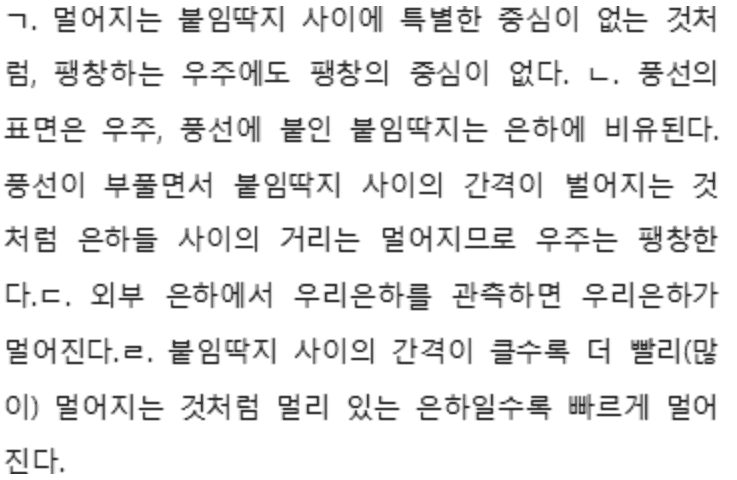 ㄱ. 멀어지는 붙임딱지 사이에 특별한 중심이 없는 것처
럼, 팽창하는 우주에도 팽창의 중심이 없다. ㄴ. 풍선의
표면은 우주, 풍선에 붙인 붙임딱지는 은하에 비유된다.
풍선이 부풀면서 붙임딱지 사이의 간격이 벌어지는 것
처럼 은하들 사이의 거리는 멀어지므로 우주는 팽창한
다.ㄷ. 외부 은하에서 우리은하를 관측하면 우리은하가
멀어진다.ㄹ. 붙임딱지 사이의 간격이 클수록 더 빨리(많
이) 멀어지는 것처럼 멀리 있는 은하일수록 빠르게 멀어
진다.